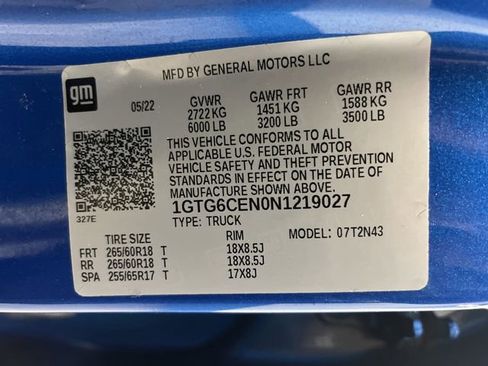 MFD BY GENERAL MOTORS LLC
gm
05/22
GVWR GAWR FRT GAWR RR
2722 KG 1451 KG 1588 KG
6000 LB 3200 LB 3500 LB
THIS VEHICLE CONFORMS TO ALL
APPLICABLE U.S. FEDERAL MOTOR
VEHICLE SAFETY AND THEFT PREVENTION
STANDARDS IN EFFECT ON THE DATE OF
MANUFACTURE SHOWN ABOVE.
327E
1GTG6CEN0N1219027
TYPE: TRUCK MODEL: 07T2N43
TIRE SIZE RIM
FRT 265/60R18 T 18X8.5J
RR 265/60R18 T 18X8.5J
SPA 255/65R17 T 17X8J